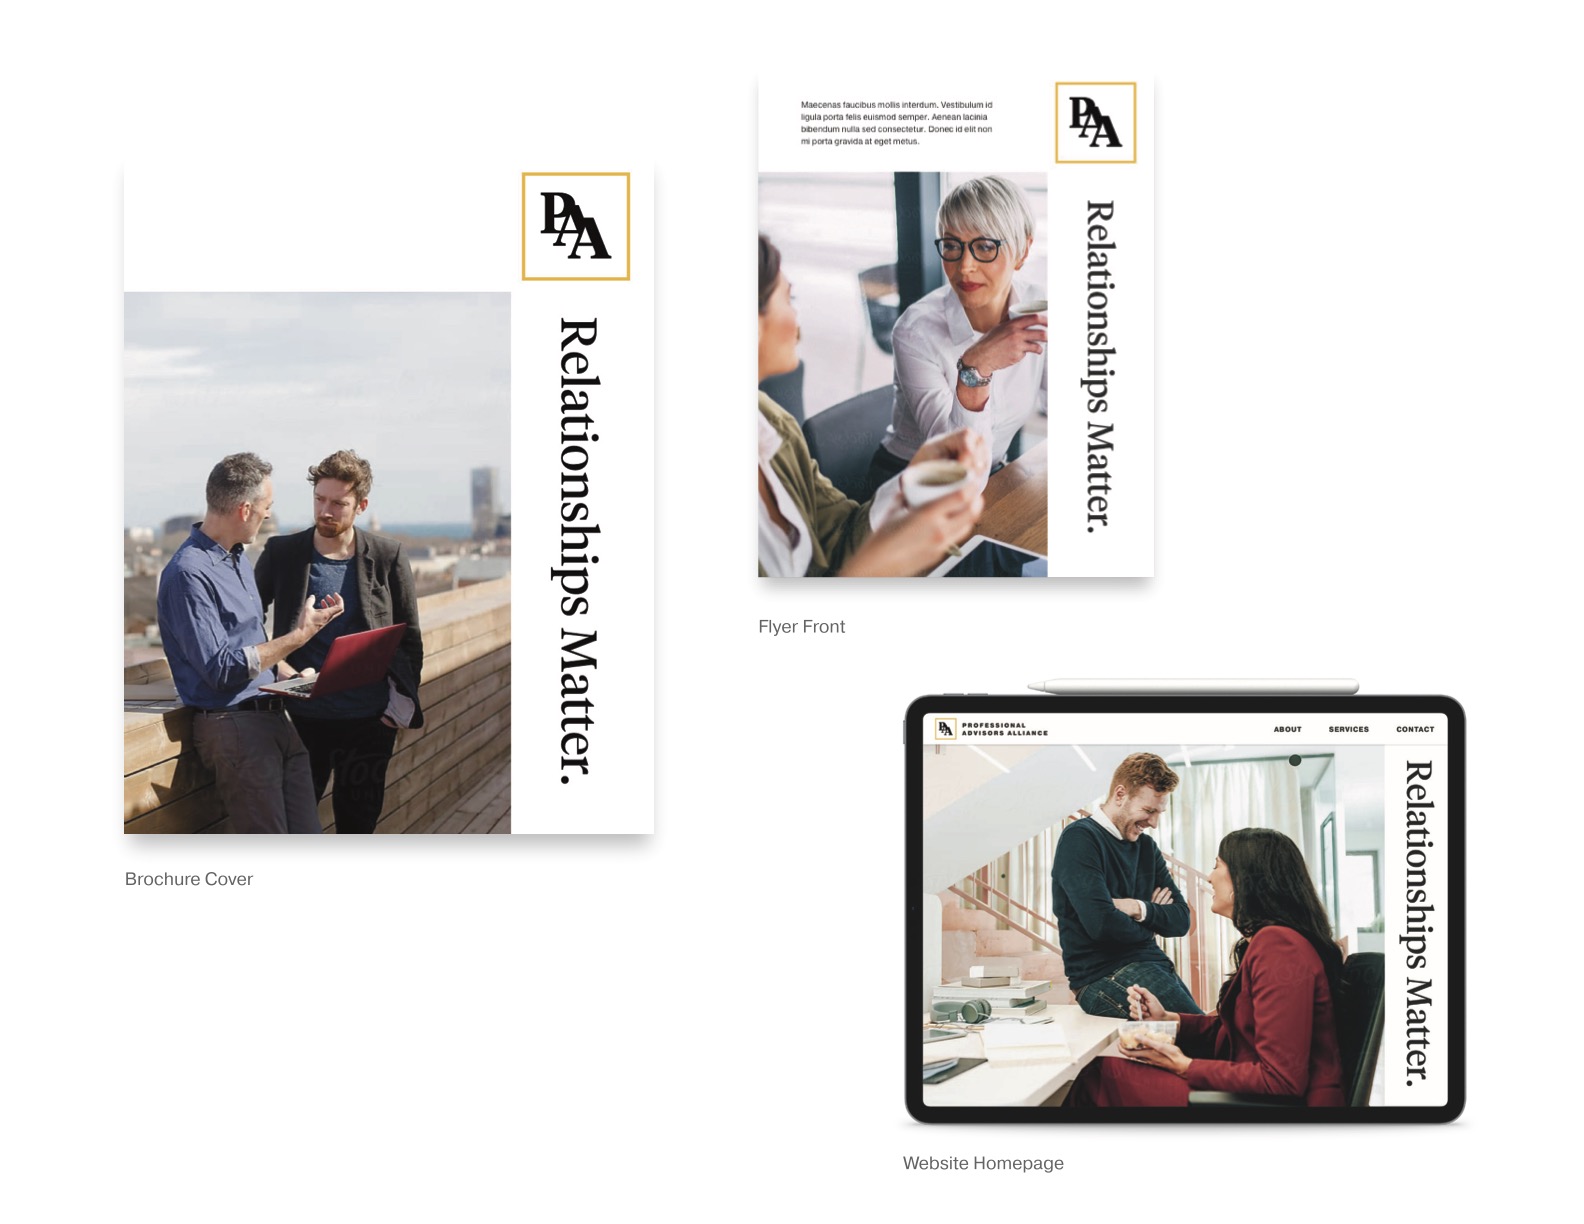 PAA
Relationships Matter.
Brochure Cover
Maecenas faucibus mollis interdum. Vestibulum id
ligula porta felis euismod semper. Aenean lacinia
bibendum nulla sed consectetur. Donec id elit non
mi porta gravida at eget metus.
PAA
Relationships Matter.
Flyer Front
PAA
PROFESSIONAL
ADVISORS ALLIANCE
ABOUT SERVICES CONTACT
Relationships Matter.
Website Homepage